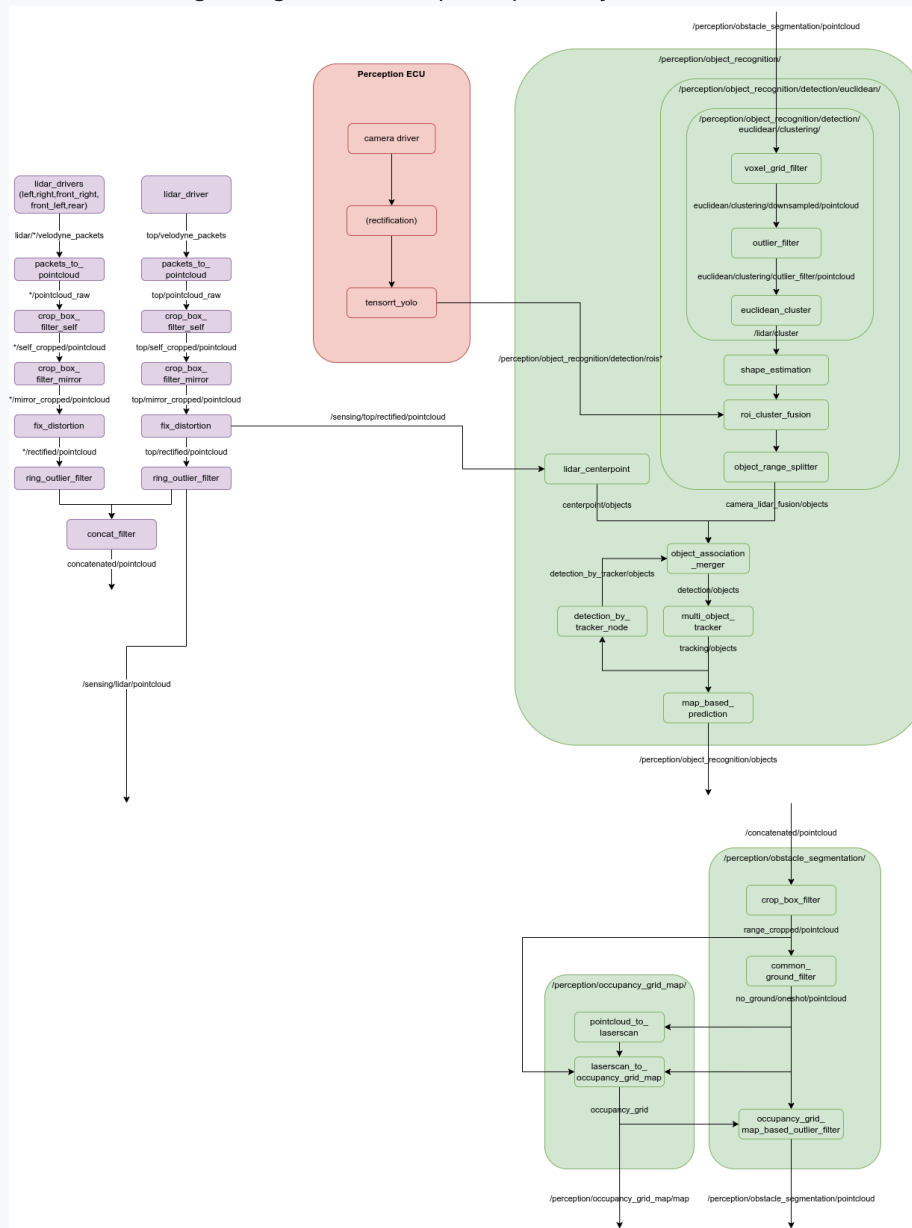 /perception/obstacle_segmentation/pointcloud
/perception/object_recognition/
Perception ECU
/perception/object_recognition/detection/euclidean/
/perception/object_recognition/detection/
euclidean/clustering/
camera driver
voxel_grid_filter
lidar_drivers
(left,right,front_right,
front_left,rear)
lidar_driver
euclidean/clustering/downsampled/pointcloud
(rectification)
lidar/*/velodyne_packets
top/velodyne_packets
outlier_filter
packets_to_
pointcloud
packets_to_
pointcloud
euclidean/clustering/outlier_filter/pointcloud
*/pointcloud_raw
top/pointcloud_raw
tensorrt_yolo
euclidean_cluster
crop_box_
filter_self
crop_box_
filter_self
/lidar/cluster
*/self_cropped/pointcloud
top/self_cropped/pointcloud
/perception/object_recognition/detection/rois*
crop_box_
filter_mirror
crop_box_
filter_mirror
shape_estimation
*/mirror_cropped/pointcloud
top/mirror_cropped/pointcloud
/sensing/top/rectified/pointcloud
roi_cluster_fusion
fix_distortion
fix_distortion
*/rectified/pointcloud
top/rectified/pointcloud
lidar_centerpoint
object_range_splitter
ring_outlier_filter
ring_outlier_filter
centerpoint/objects
camera_lidar_fusion/objects
concat_filter
object_association
_merger
concatenated/pointcloud
detection_by_tracker/objects
detection/objects
detection_by_
tracker_node
multi_object_
tracker
tracking/objects
/sensing/lidar/pointcloud
map_based_
prediction
/perception/object_recognition/objects
/concatenated/pointcloud
/perception/obstacle_segmentation/
crop_box_filter
range_cropped/pointcloud
common_
ground_filter
/perception/occupancy_grid_map/
no_ground/oneshot/pointcloud
pointcloud_to_
laserscan
laserscan_to_
occupancy_grid_map
occupancy_grid
occupancy_grid_
map_based_outlier_filter
/perception/occupancy_grid_map/map
/perception/obstacle_segmentation/pointcloud